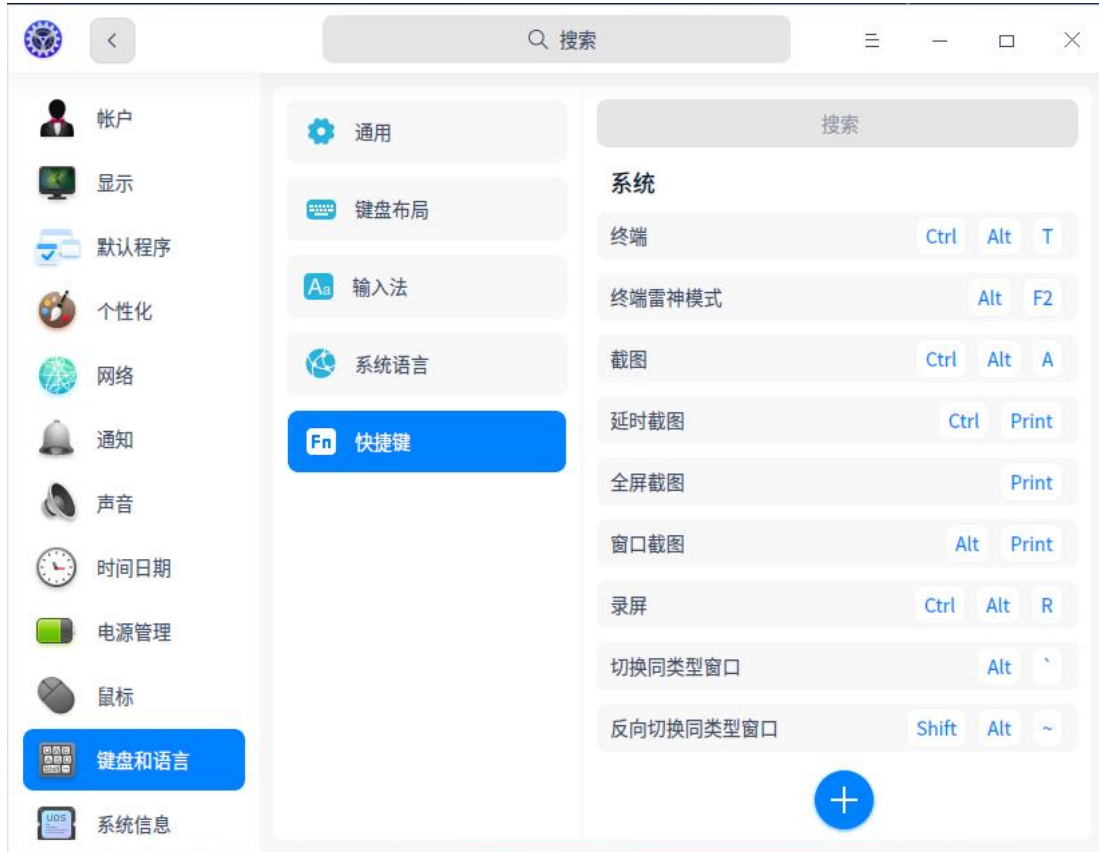 搜索
帐户
显示
默认程序
个性化
网络
通知
声音
时间日期
电源管理
鼠标
键盘和语言
UOS
系统信息
通用
键盘布局
Aa 输入法
系统语言
Fn 快捷键
搜索
系统
终端 Ctrl Alt T
终端雷神模式 Alt F2
截图 Ctrl Alt A
延时截图 Ctrl Print
全屏截图 Print
窗口截图 Alt Print
录屏 Ctrl Alt R
切换同类型窗口 Alt `
反向切换同类型窗口 Shift Alt ~